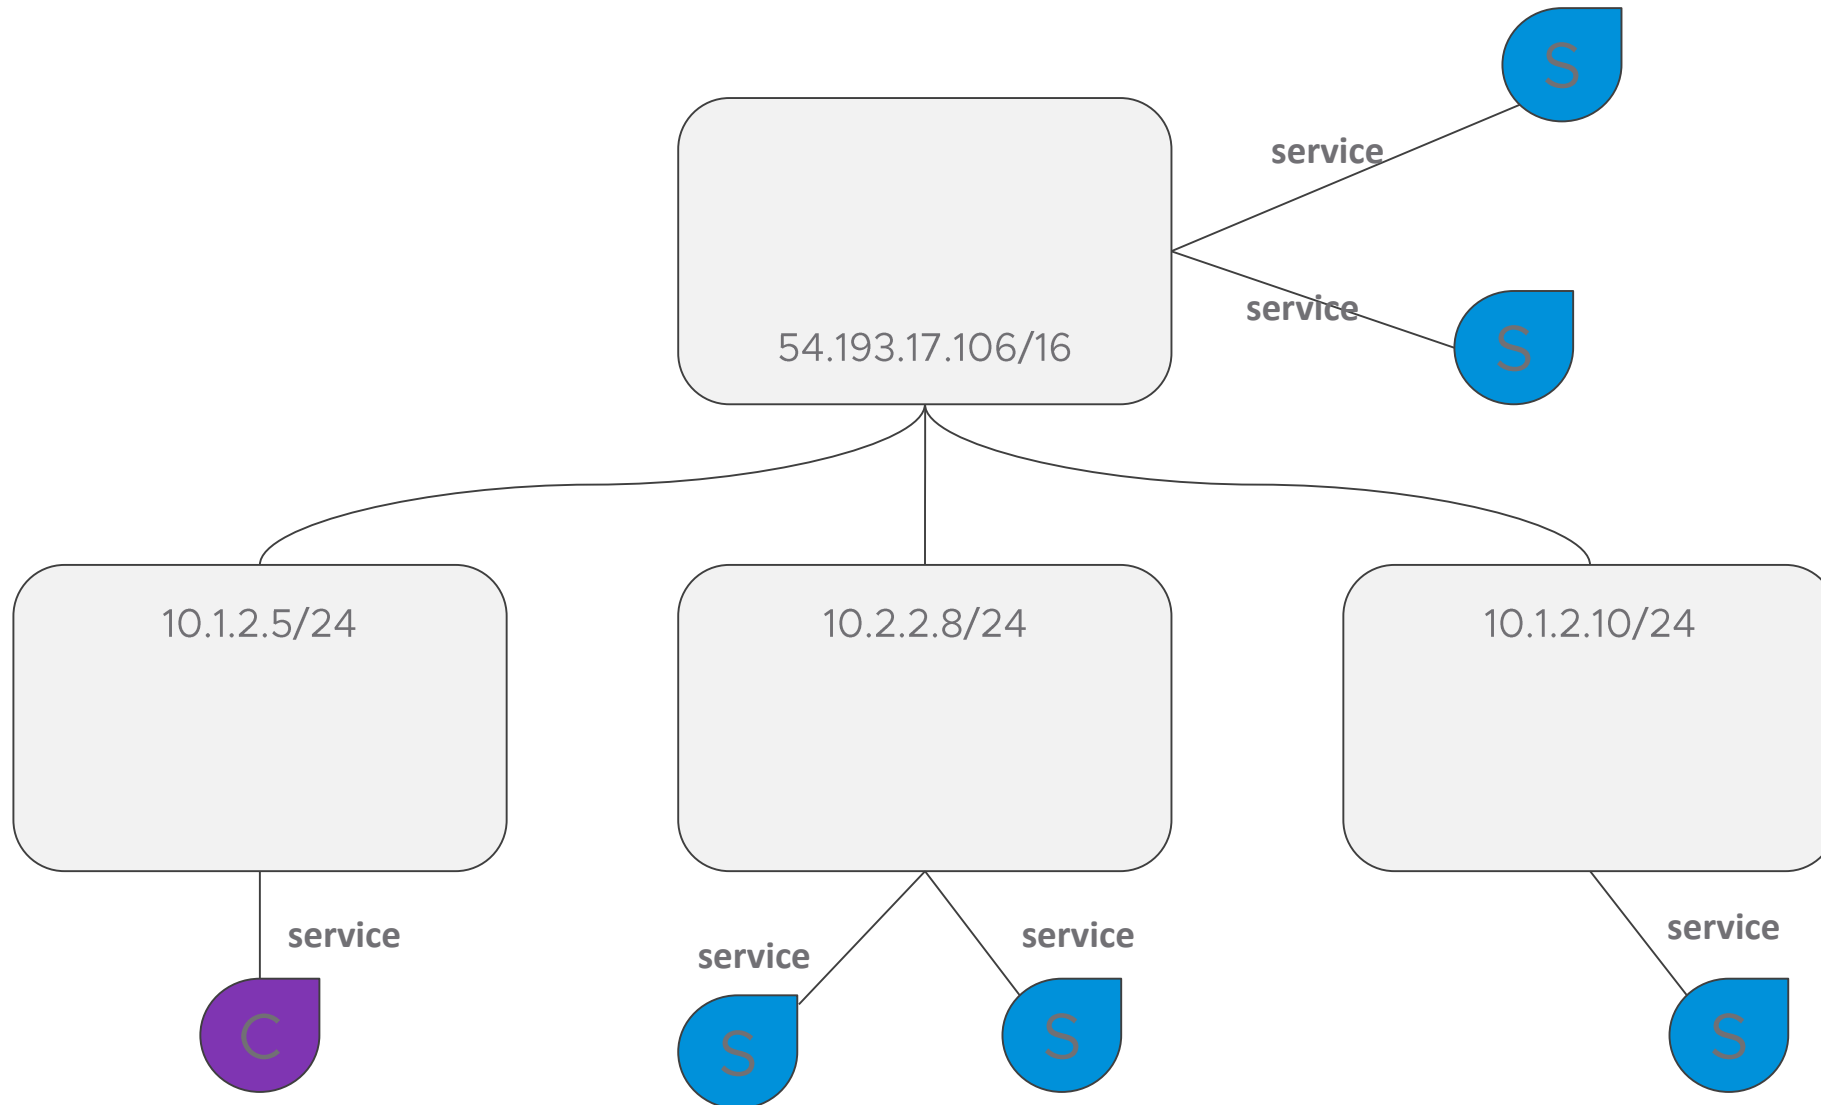 S
service
service
S
54.193.17.106/16
10.1.2.5/24
10.2.2.8/24
10.1.2.10/24
service
service
service
service
C
S
S
S